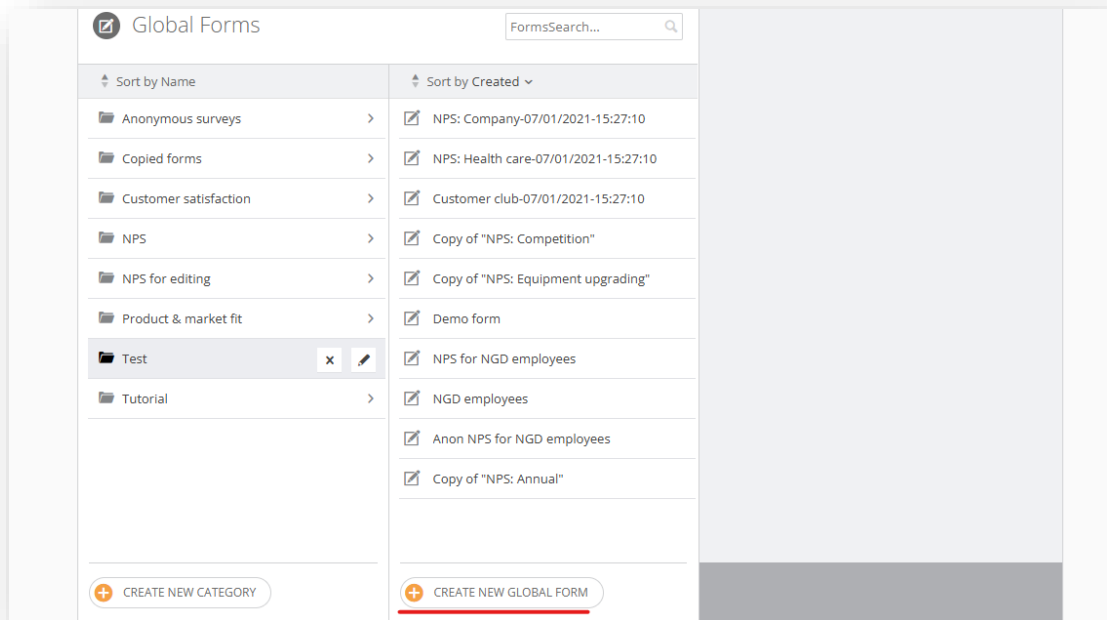 Global Forms
FormsSearch...
Sort by Name
Sort by Created
Anonymous surveys
Copied forms
Customer satisfaction
NPS
NPS for editing
Product & market fit
Test
Tutorial
CREATE NEW CATEGORY
NPS: Company-07/01/2021-15:27:10
NPS: Health care-07/01/2021-15:27:10
Customer club-07/01/2021-15:27:10
Copy of "NPS: Competition"
Copy of "NPS: Equipment upgrading"
Demo form
NPS for NGD employees
NGD employees
Anon NPS for NGD employees
Copy of "NPS: Annual"
CREATE NEW GLOBAL FORM